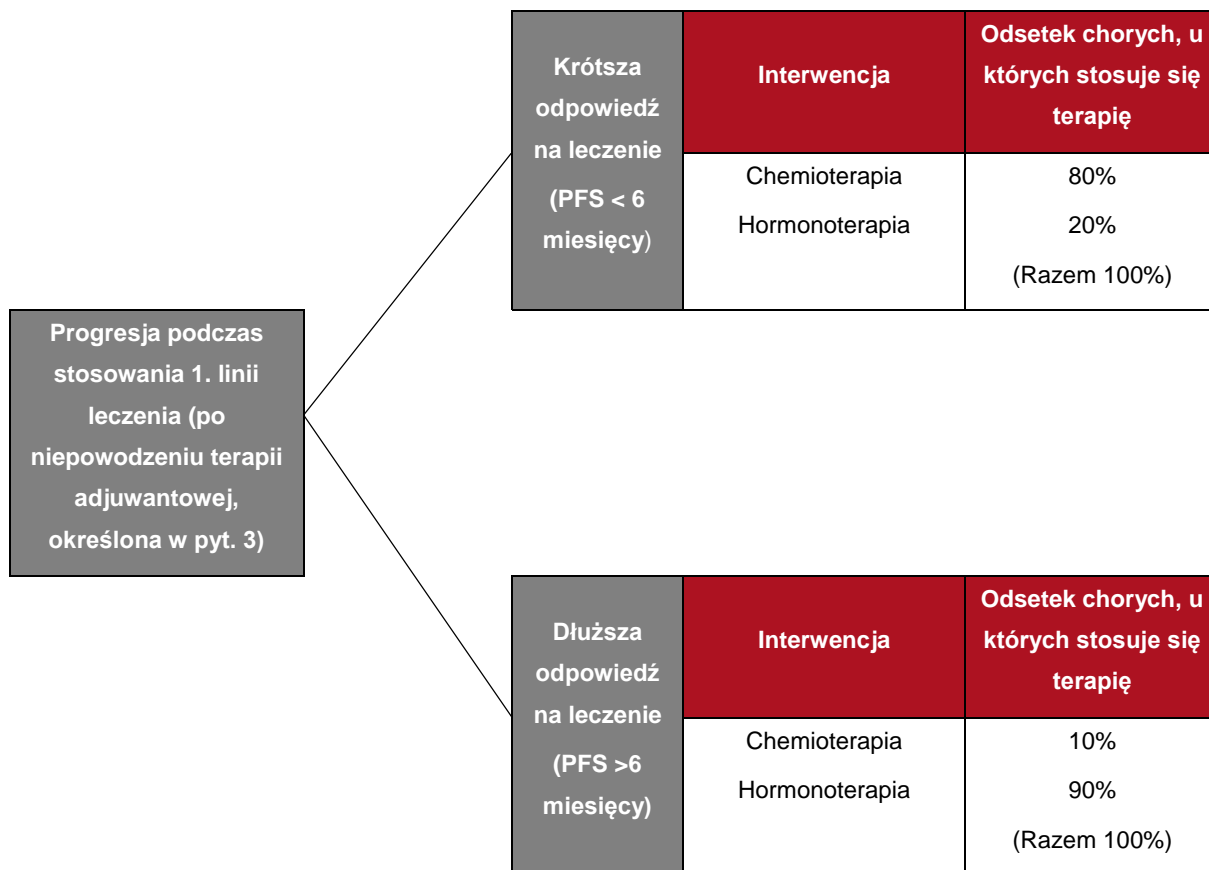 Progresja podczas
stosowania 1. linii
leczenia (po
niepowodzeniu terapii
adjuwantowej,
określona w pyt. 3)
Krótsza
odpowiedź
na leczenie
(PFS < 6
miesięcy)
Interwencja
Odsetek chorych, u
których stosuje się
terapię
Chemioterapia
80%
Hormonoterapia
20%
(Razem 100%)
Dłuższa
odpowiedź
na leczenie
(PFS >6
miesięcy)
Interwencja
Odsetek chorych, u
których stosuje się
terapię
Chemioterapia
10%
Hormonoterapia
90%
(Razem 100%)